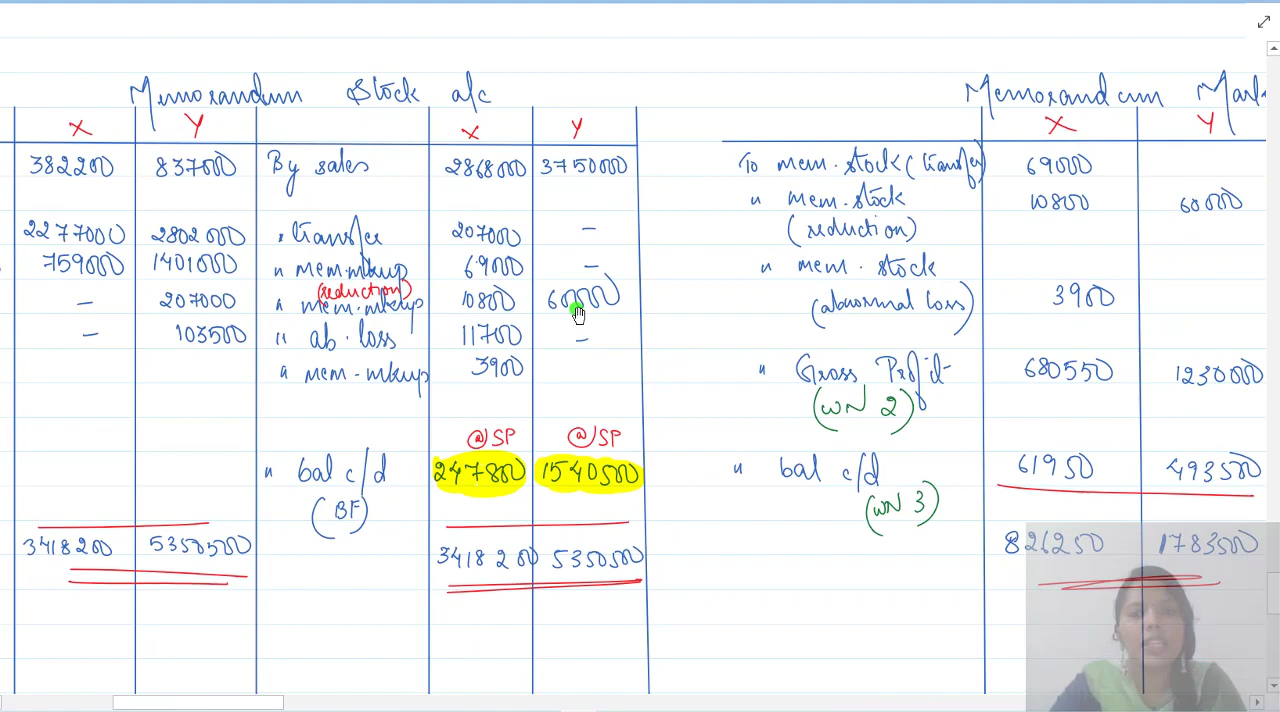 Memorandum Stock a/c
X Y X Y
382200 837000 By sales 2868000 3750000
2277000 2802000 " transfer 207000 -
759000 1401000 " mem. mkup 69000 -
(reduction)
- 207000 " mem. mkup 10800 60000
- 103500 " ab. loss 11700 -
" mem. mkup 3900
@SP @SP
" bal c/d 247800 1540500
(BF)
3418200 5350500 3418200 5350500
Memorandum
X Y
To mem. stock (transfer) 69000
" mem. stock 10800 60000
(reduction)
" mem. stock
(abnormal loss) 3900
" Gross Profit 680550 1230000
(WN 2)
" bal c/d 61950 493500
(WN 3)
826250 1783500